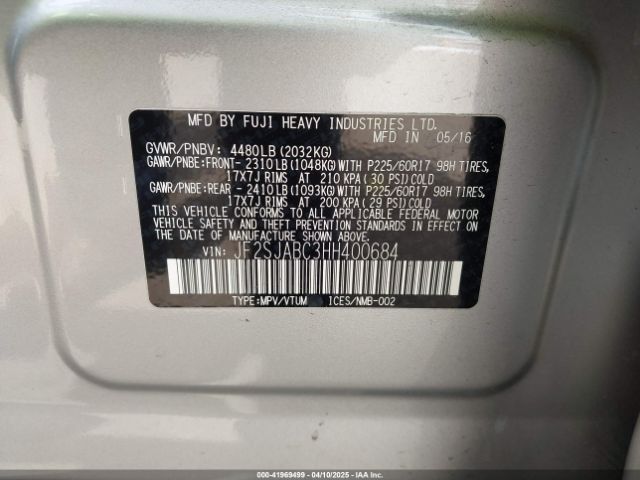 MFD BY FUJI HEAVY INDUSTRIES LTD.
MFD IN 05/16
GVWR/PNBV: 4480LB (2032KG)
GAWR/PNBE:FRONT- 2310LB(1048KG)WITH P225/60R17 98H TIRES,
17X7J RIMS AT 210 KPA(30 PSI)COLD
GAWR/PNBE:REAR - 2410LB(1093KG)WITH P225/60R17 98H TIRES,
17X7J RIMS AT 200 KPA(29 PSI)COLD
THIS VEHICLE CONFORMS TO ALL APPLICABLE FEDERAL MOTOR
VEHICLE SAFETY AND THEFT PREVENTION STANDARDS IN EFFECT
ON THE DATE OF MANUFACTURE SHOWN ABOVE.
VIN: JF2SJABC3HH400684
TYPE:MPV/VTUM ICES/NMB-002
000-41969499 - 04/10/2025 - IAAI.COM